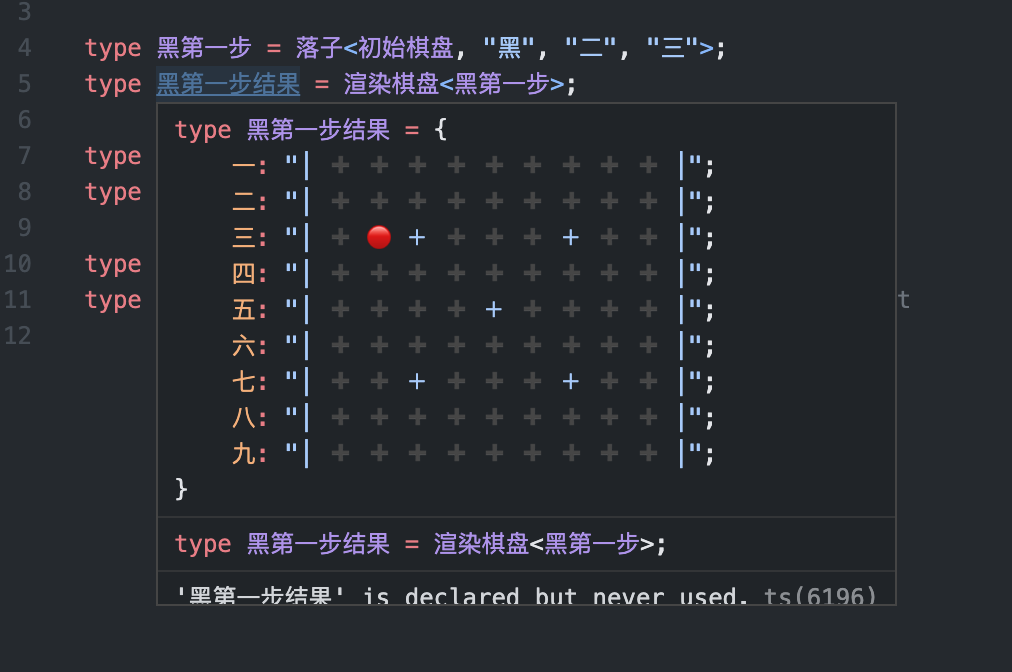 3
4 type 黑第一步 = 落子<初始棋盘, "黑", "二", "三">;
5 type 黑第一步结果 = 渲染棋盘<黑第一步>;
6 type 黑第一步结果 = {
一: "| ➕ ➕ ➕ ➕ ➕ ➕ ➕ ➕ ➕ |";
7 type
二: "| ➕ ➕ ➕ ➕ ➕ ➕ ➕ ➕ ➕ |";
8 type
三: "| ➕ 🔴 + ➕ ➕ ➕ + ➕ ➕ |";
9
四: "| ➕ ➕ ➕ ➕ ➕ ➕ ➕ ➕ ➕ |";
10 type
五: "| ➕ ➕ ➕ ➕ + ➕ ➕ ➕ ➕ |";
11 type t
六: "| ➕ ➕ ➕ ➕ ➕ ➕ ➕ ➕ ➕ |";
12
七: "| ➕ ➕ + ➕ ➕ ➕ + ➕ ➕ |";
八: "| ➕ ➕ ➕ ➕ ➕ ➕ ➕ ➕ ➕ |";
九: "| ➕ ➕ ➕ ➕ ➕ ➕ ➕ ➕ ➕ |";
}
type 黑第一步结果 = 渲染棋盘<黑第一步>;
'黑第一步结果' is declared but never used. ts(6196)